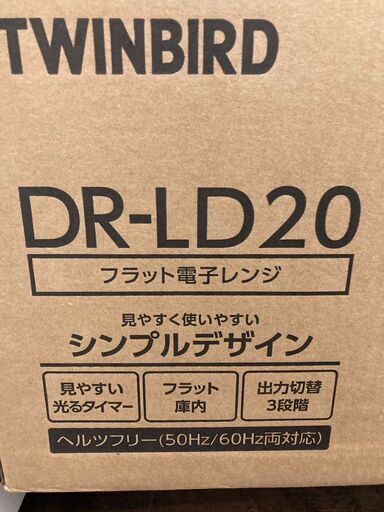 TWINBIRD
DR-LD20
フラット電子レンジ
見やすく使いやすい
シンプルデザイン
見やすい
光るタイマー
フラット
庫内
出力切替
3段階
ヘルツフリー(50Hz/60Hz両対応)